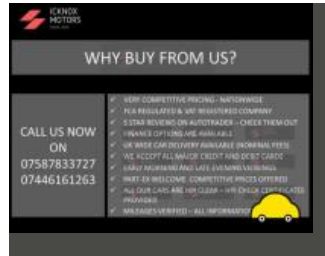 ICKNOX
MOTORS
WHY BUY FROM US?
CALL US NOW
ON
07587833727
07446161263
VERY COMPETITIVE PRICING - NATIONWIDE
FCA REGULATED & VAT REGISTERED COMPANY
5 STAR REVIEWS ON AUTOTRADER - CHECK THEM OUT
FINANCE OPTIONS ARE AVAILABLE
UK WIDE CAR DELIVERY AVAILABLE (NOMINAL FEES)
WE ACCEPT ALL MAJOR CREDIT AND DEBIT CARDS
EARLY MORNING AND LATE EVENING VIEWINGS
PART-EX WELCOME COMPETITIVE PRICES OFFERED
ALL OUR CARS ARE HPI CLEAR - HPI CHECK CERTIFICATES
PROVIDED
MILEAGES VERIFIED - ALL INFORMATION